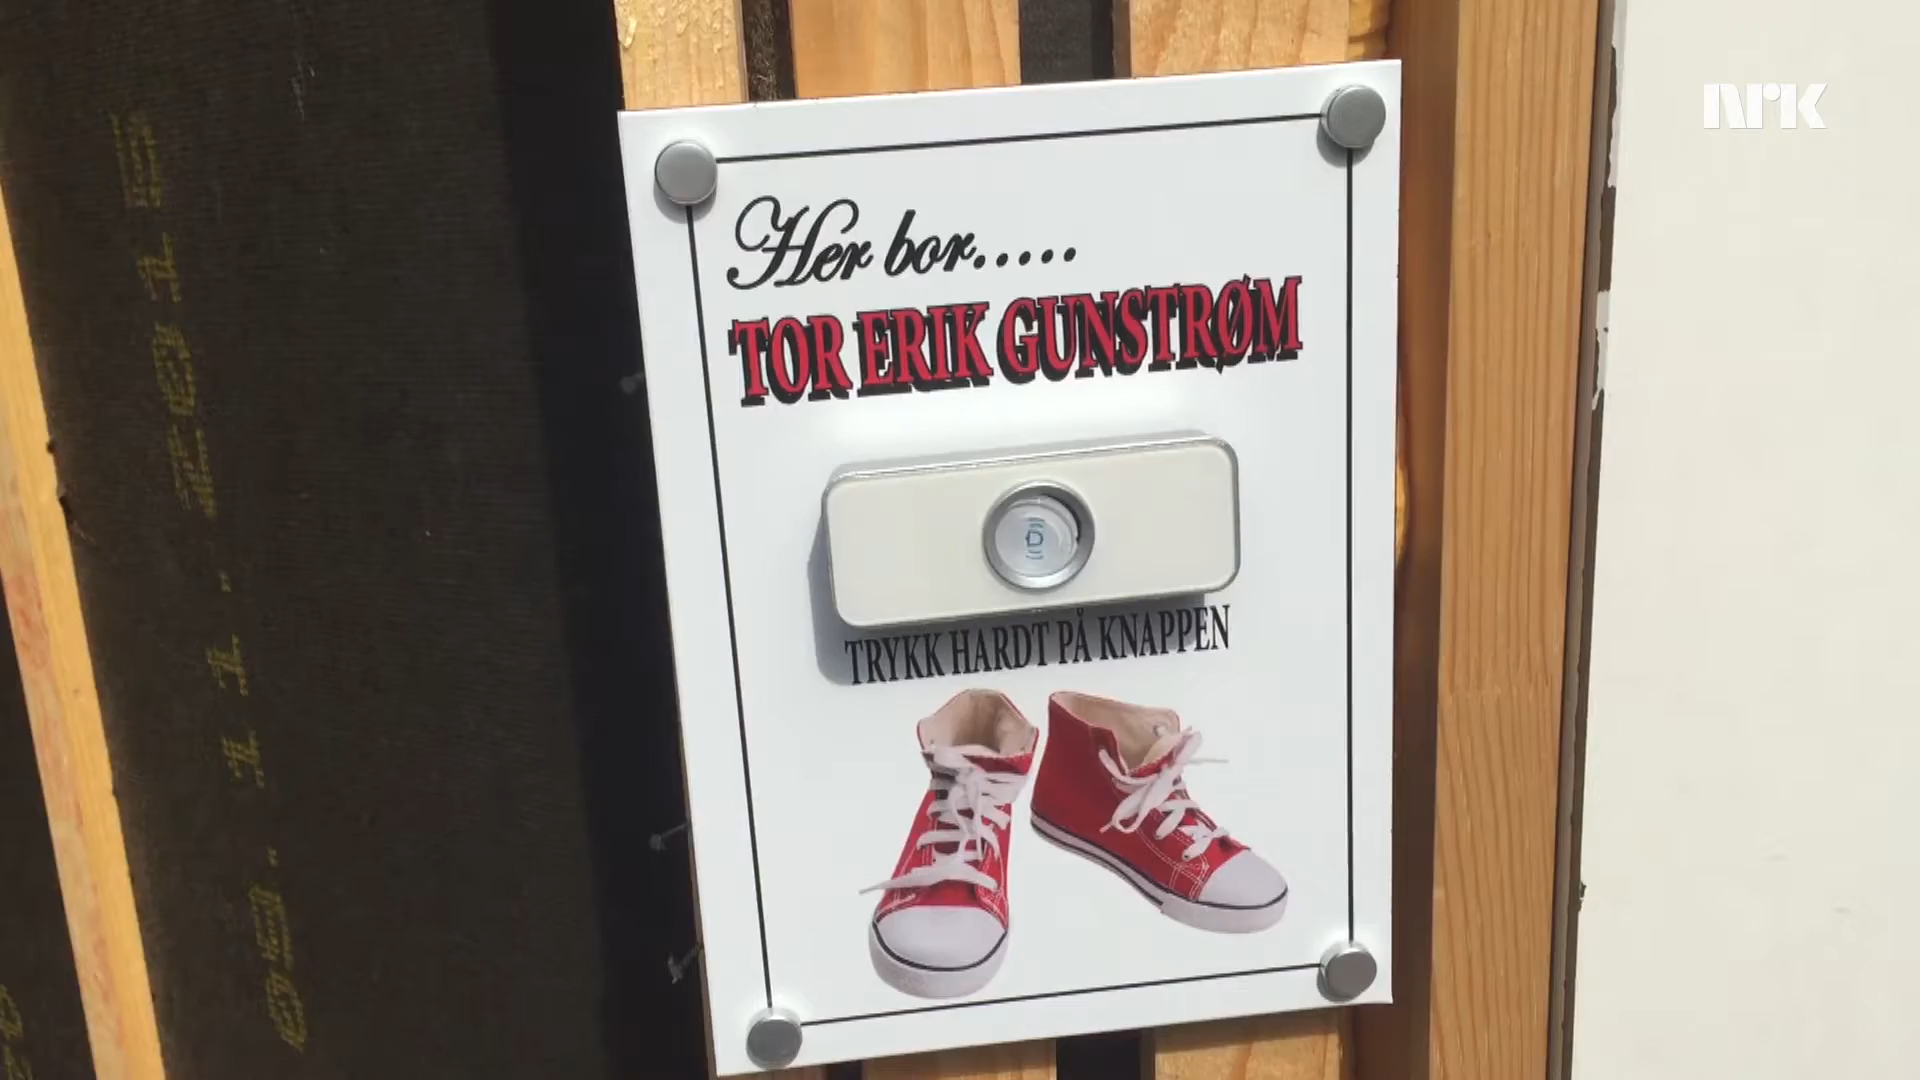 NRK
Her bor.....
TOR ERIK GUNSTRØM
D
TRYKK HARDT PÅ KNAPPEN